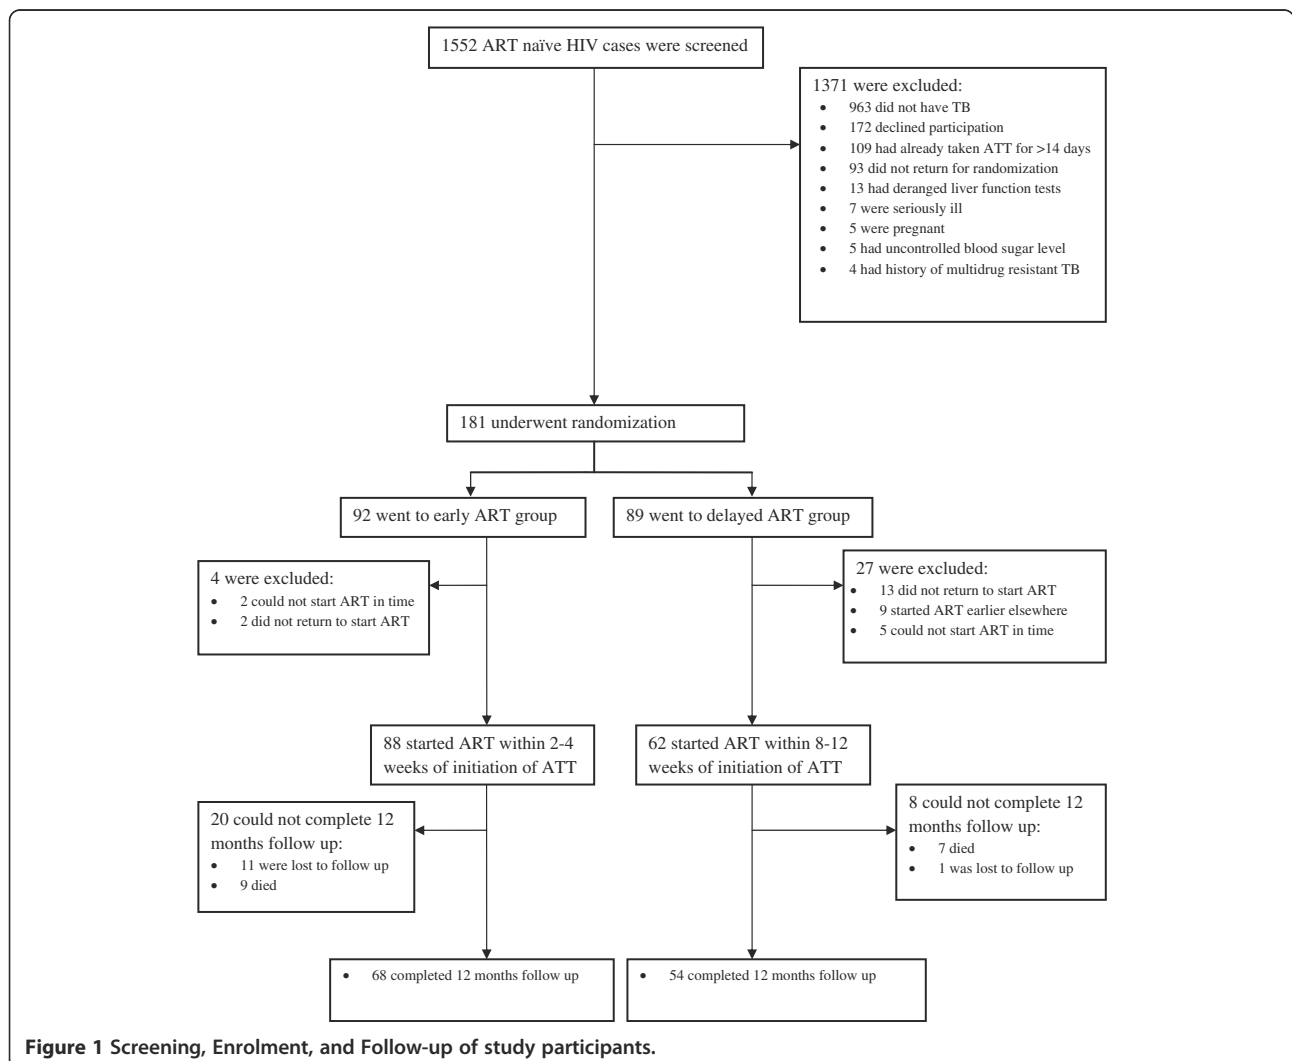 1552 ART naïve HIV cases were screened
1371 were excluded:
• 963 did not have TB
• 172 declined participation
• 109 had already taken ATT for >14 days
• 93 did not return for randomization
• 13 had deranged liver function tests
• 7 were seriously ill
• 5 were pregnant
• 5 had uncontrolled blood sugar level
• 4 had history of multidrug resistant TB
181 underwent randomization
92 went to early ART group
89 went to delayed ART group
4 were excluded:
• 2 could not start ART in time
• 2 did not return to start ART
27 were excluded:
• 13 did not return to start ART
• 9 started ART earlier elsewhere
• 5 could not start ART in time
88 started ART within 2-4
weeks of initiation of ATT
62 started ART within 8-12
weeks of initiation of ATT
20 could not complete 12
months follow up:
• 11 were lost to follow up
• 9 died
8 could not complete 12
months follow up:
• 7 died
• 1 was lost to follow up
• 68 completed 12 months follow up
• 54 completed 12 months follow up
Figure 1 Screening, Enrolment, and Follow-up of study participants.